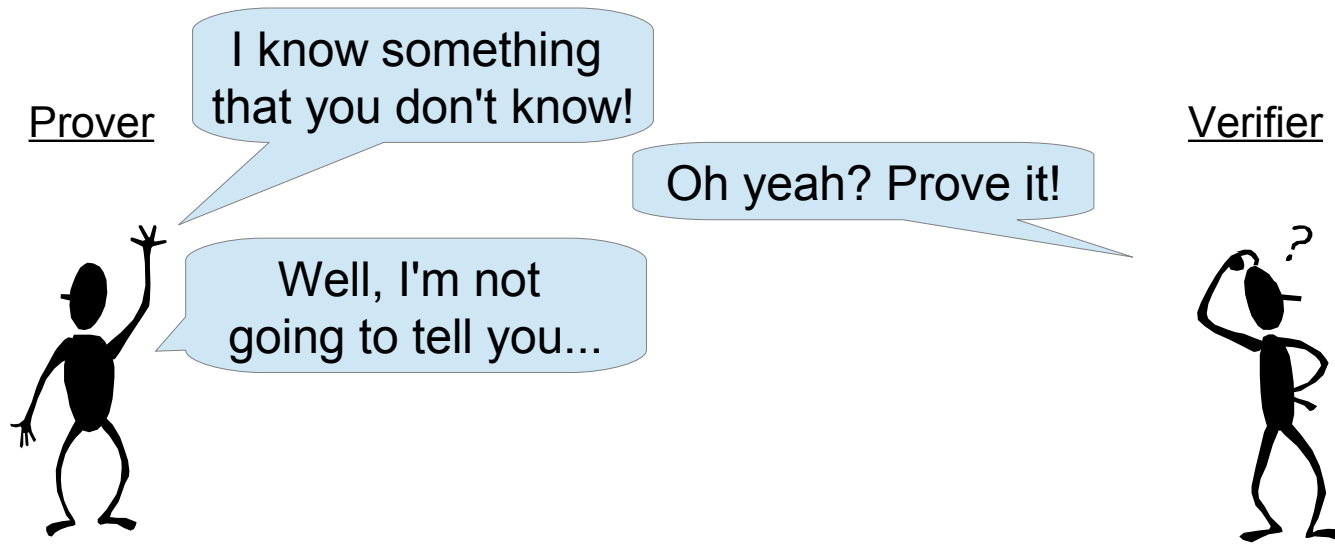 I know something
that you don't know!
Prover
Verifier
Oh yeah? Prove it!
?
Well, I'm not
going to tell you...